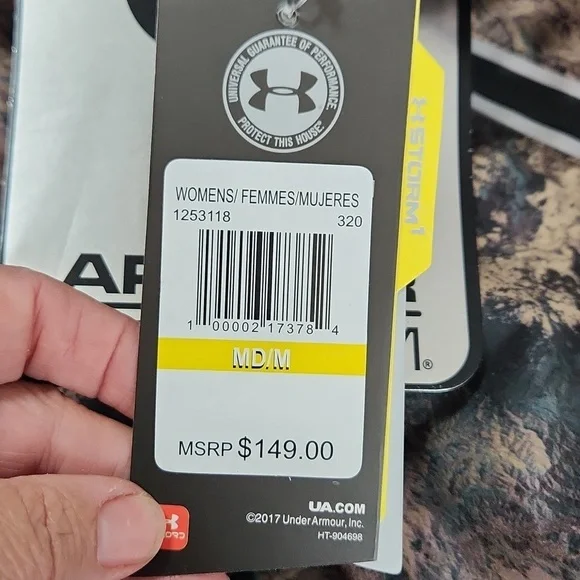 UNIVERSAL GUARANTEE OF PERFORMANCE
PROTECT THIS HOUSE®
STORM1
WOMENS/ FEMMES/MUJERES
1253118 320
1 00002 17378 4
MD/M
MSRP $149.00
UA.COM
©2017 Under Armour, Inc.
HT-904698